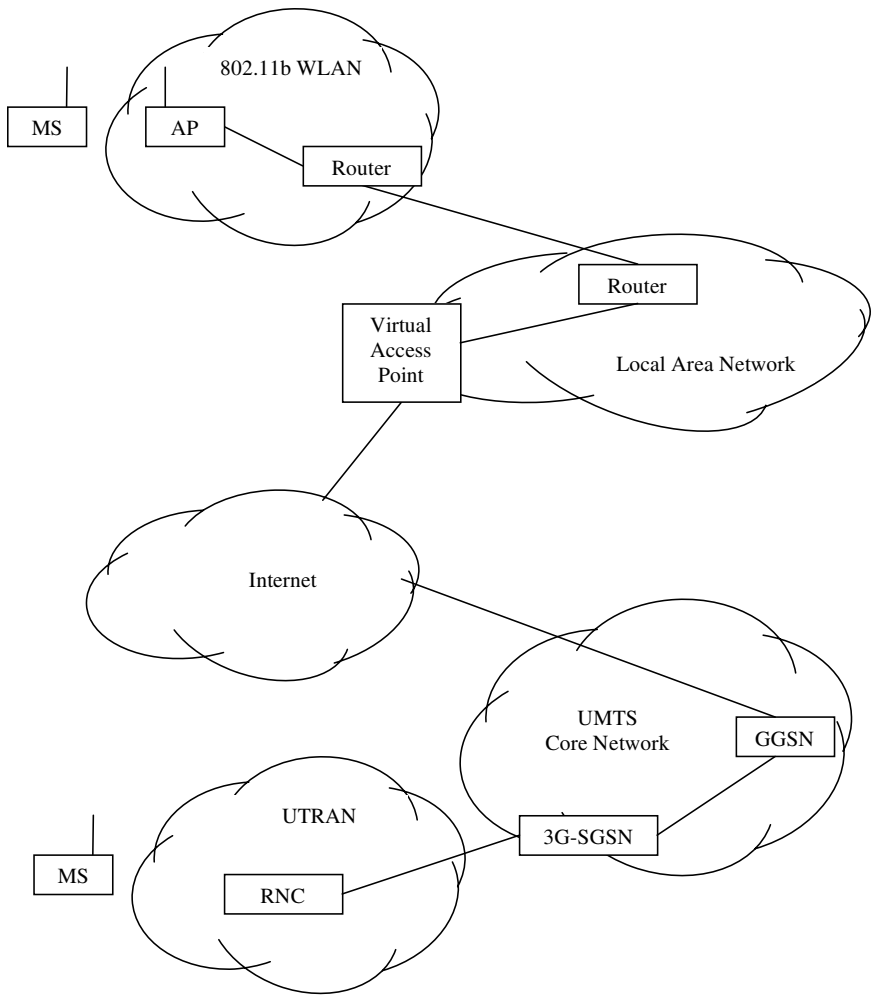 802.11b WLAN
MS
AP
Router
Router
Virtual
Access
Point
Local Area Network
Internet
UMTS
Core Network
GGSN
UTRAN
3G-SGSN
MS
RNC